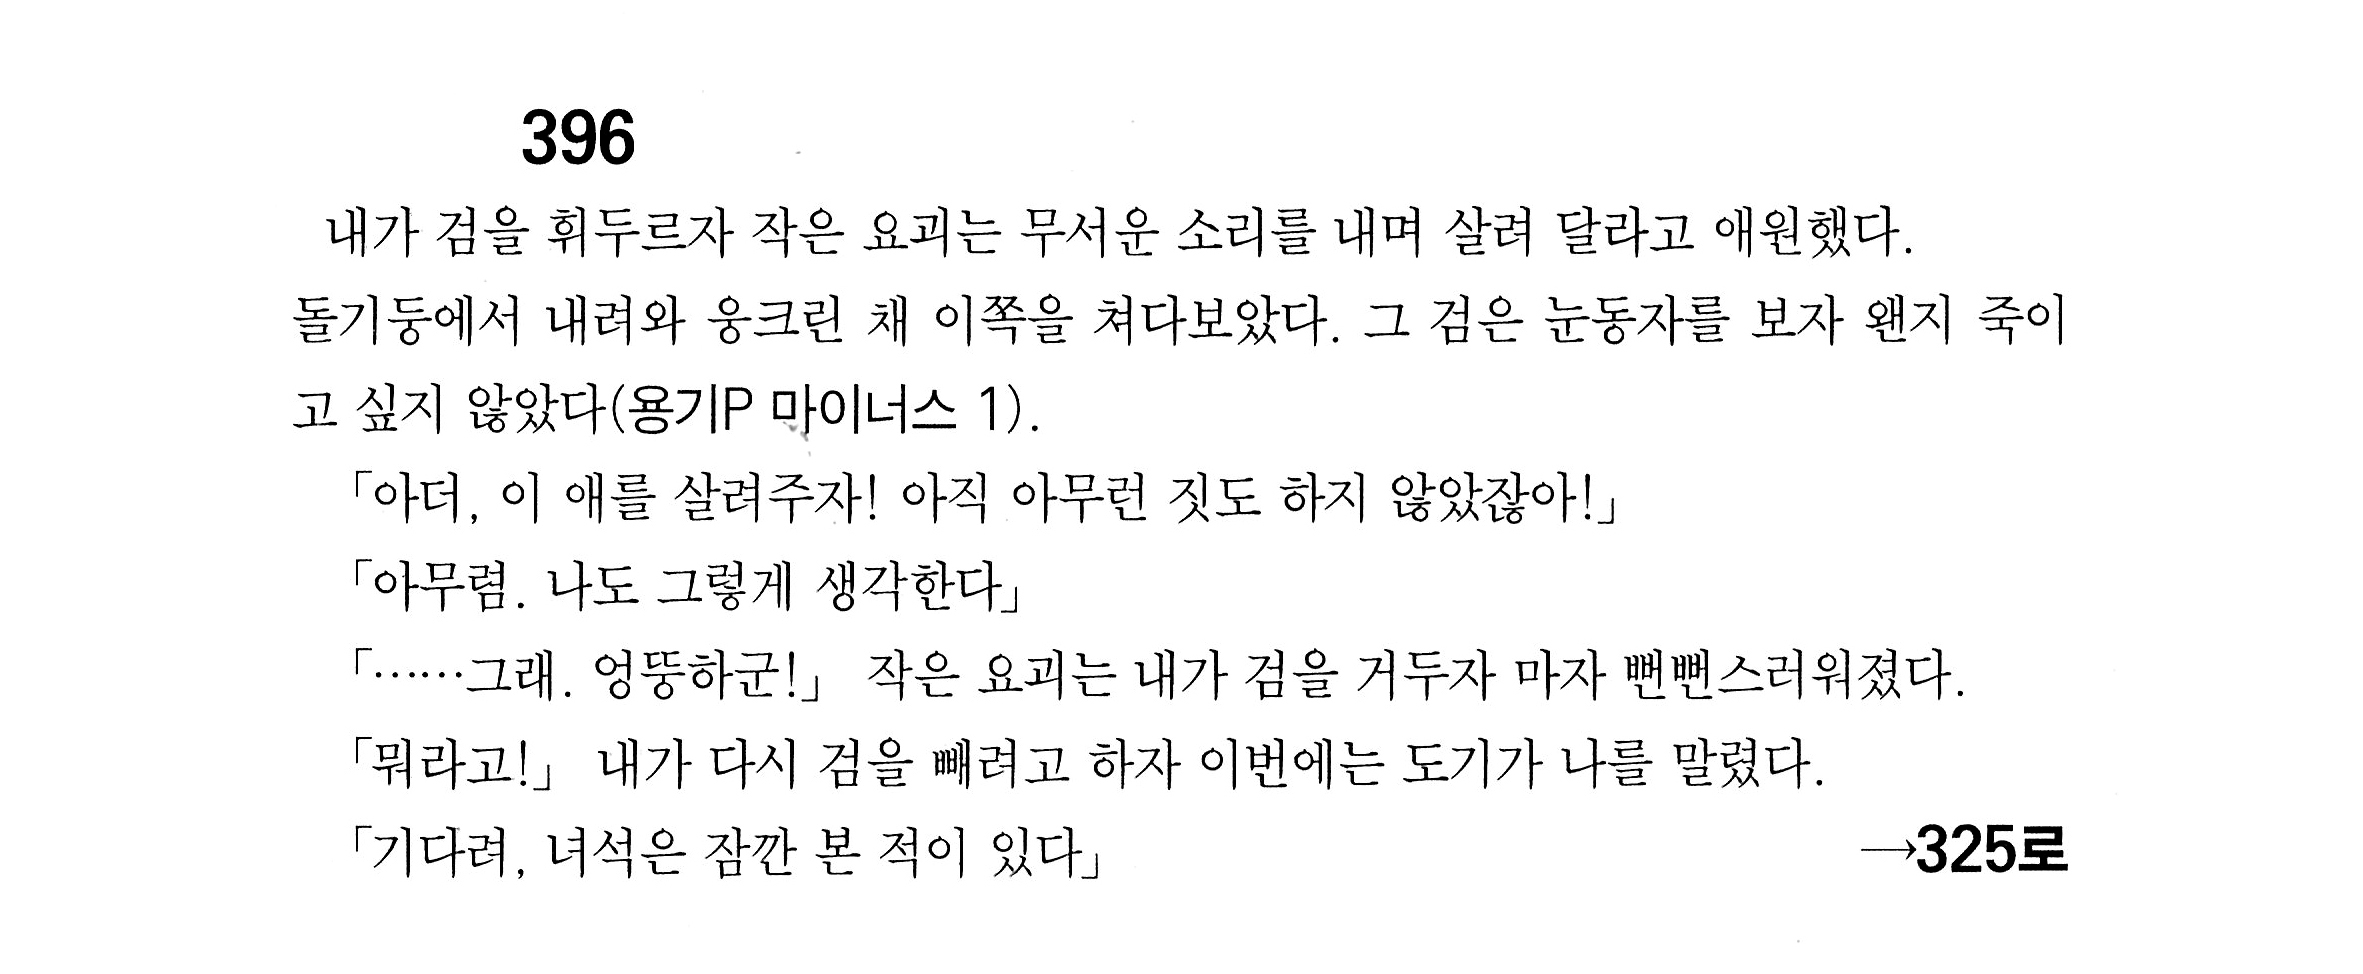 396
내가 검을 휘두르자 작은 요괴는 무서운 소리를 내며 살려 달라고 애원했다.
돌기둥에서 내려와 웅크린 채 이쪽을 쳐다보았다. 그 검은 눈동자를 보자 왠지 죽이
고 싶지 않았다(용기P 마이너스 1).
「아더, 이 애를 살려주자! 아직 아무런 짓도 하지 않았잖아!」
「아무렴. 나도 그렇게 생각한다」
「……그래. 엉뚱하군!」 작은 요괴는 내가 검을 거두자 마자 뻔뻔스러워졌다.
「뭐라고!」 내가 다시 검을 빼려고 하자 이번에는 도기가 나를 말렸다.
「기다려, 녀석은 잠깐 본 적이 있다」 →325로